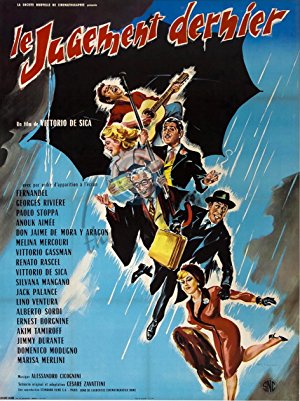 LA SOCIETE NOUVELLE DE CINEMATOGRAPHIE présente
le Jugement dernier
Un film de VITTORIO DE SICA
avec par ordre d'apparition à l'écran
FERNANDEL
GEORGES RIVIERE
PAOLO STOPPA
ANOUK AIMÉE
DON JAIME DE MORA Y ARAGON
MELINA MERCOURI
VITTORIO GASSMAN
RENATO RASCEL
VITTORIO DE SICA
SILVANA MANGANO
JACK PALANCE
LINO VENTURA
ALBERTO SORDI
ERNEST BORGNINE
AKIM TAMIROFF
JIMMY DURANTE
DOMENICO MODUGNO
MARISA MERLINI
Musique ALESSANDRO CICOGNINI
Scénario original et adaptation CESARE ZAVATTINI
SNC